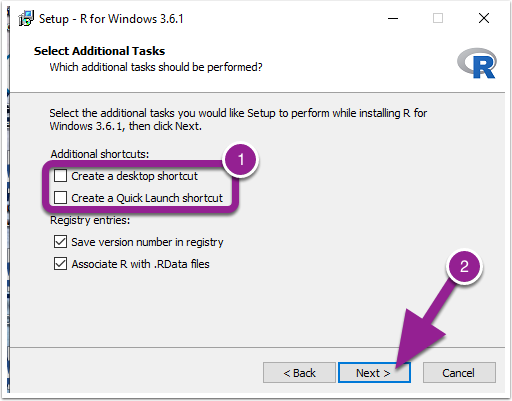 Setup - R for Windows 3.6.1
Select Additional Tasks
Which additional tasks should be performed?
R
Select the additional tasks you would like Setup to perform while installing R for
Windows 3.6.1, then click Next.
Additional shortcuts:
1
Create a desktop shortcut
Create a Quick Launch shortcut
Registry entries:
Save version number in registry
Associate R with .RData files
2
< Back
Next >
Cancel